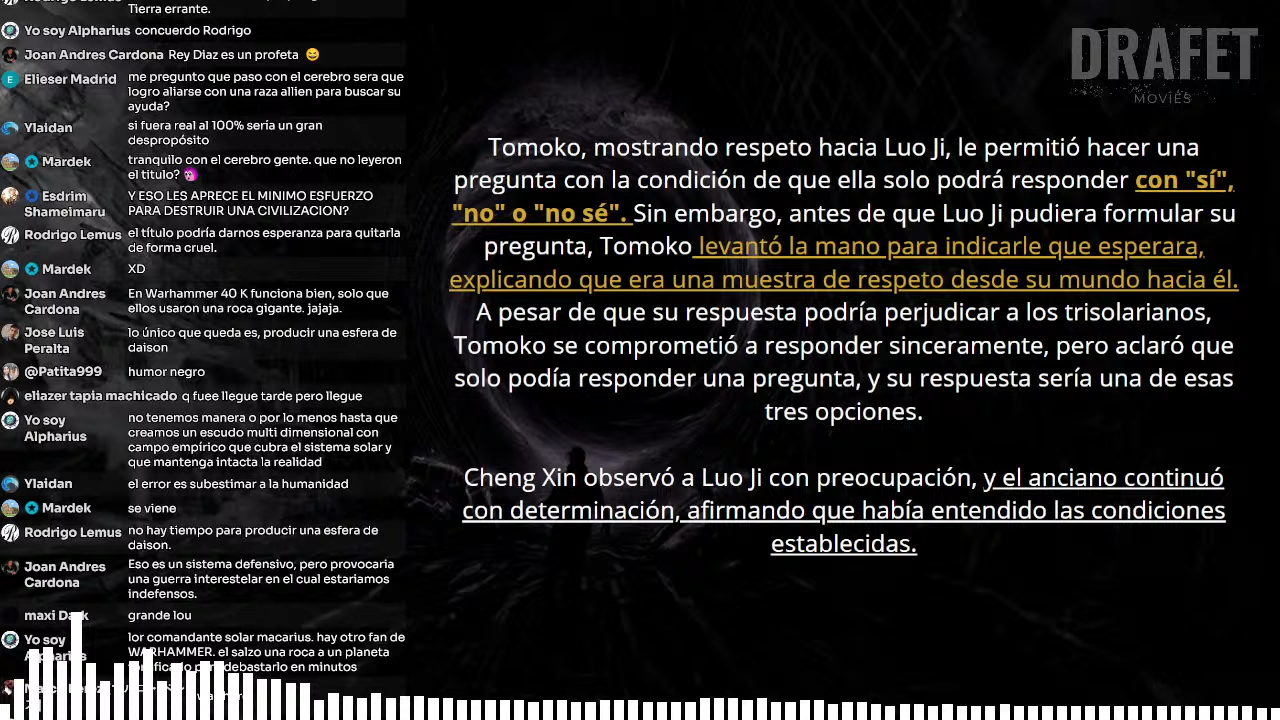 Tierra errante.
Yo soy Alpharius concuerdo Rodrigo
Joan Andres Cardona Rey Diaz es un profeta 😆
E Elieser Madrid me pregunto que paso con el cerebro sera que
logro aliarse con una raza allien para buscar su
ayuda?
Ylaidan si fuera real al 100% sería un gran
despropósito
Mardek tranquilo con el cerebro gente. que no leyeron
el titulo?
Esdrim Shameimaru Y ESO LES APRECE EL MINIMO ESFUERZO
PARA DESTRUIR UNA CIVILIZACION?
Rodrigo Lemus el título podría darnos esperanza para quitarla
de forma cruel.
Mardek XD
Joan Andres Cardona En Warhammer 40 K funciona bien, solo que
ellos usaron una roca gigante. jajaja.
Jose Luis Peralta lo único que queda es, producir una esfera de
daison
@Patita999 humor negro
eliazer tapia machicado q fuee llegue tarde pero llegue
Yo soy Alpharius no tenemos manera o por lo menos hasta que
creamos un escudo multi dimensional con
campo empírico que cubra el sistema solar y
que mantenga intacta la realidad
Ylaidan el error es subestimar a la humanidad
Mardek se viene
Rodrigo Lemus no hay tiempo para producir una esfera de
daison.
Joan Andres Cardona Eso es un sistema defensivo, pero provocaria
una guerra interestelar en el cual estariamos
indefensos.
maxi Dark grande lou
Yo soy Alpharius lor comandante solar macarius. hay otro fan de
WARHAMMER. el salzo una roca a un planeta
debastarlo en minutos
DRAFET
MOVIES
Tomoko, mostrando respeto hacia Luo Ji, le permitió hacer una
pregunta con la condición de que ella solo podrá responder con "sí",
"no" o "no sé". Sin embargo, antes de que Luo Ji pudiera formular su
pregunta, Tomoko levantó la mano para indicarle que esperara,
explicando que era una muestra de respeto desde su mundo hacia él.
A pesar de que su respuesta podría perjudicar a los trisolarianos,
Tomoko se comprometió a responder sinceramente, pero aclaró que
solo podía responder una pregunta, y su respuesta sería una de esas
tres opciones.
Cheng Xin observó a Luo Ji con preocupación, y el anciano continuó
con determinación, afirmando que había entendido las condiciones
establecidas.